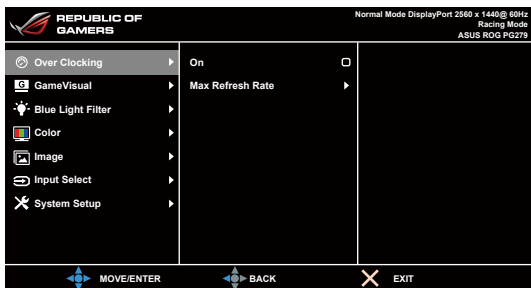 REPUBLIC OF
GAMERS
Normal Mode DisplayPort 2560 x 1440@ 60Hz
Racing Mode
ASUS ROG PG279
Over Clocking
On
G GameVisual
Max Refresh Rate
Blue Light Filter
Color
Image
Input Select
System Setup
MOVE/ENTER BACK EXIT